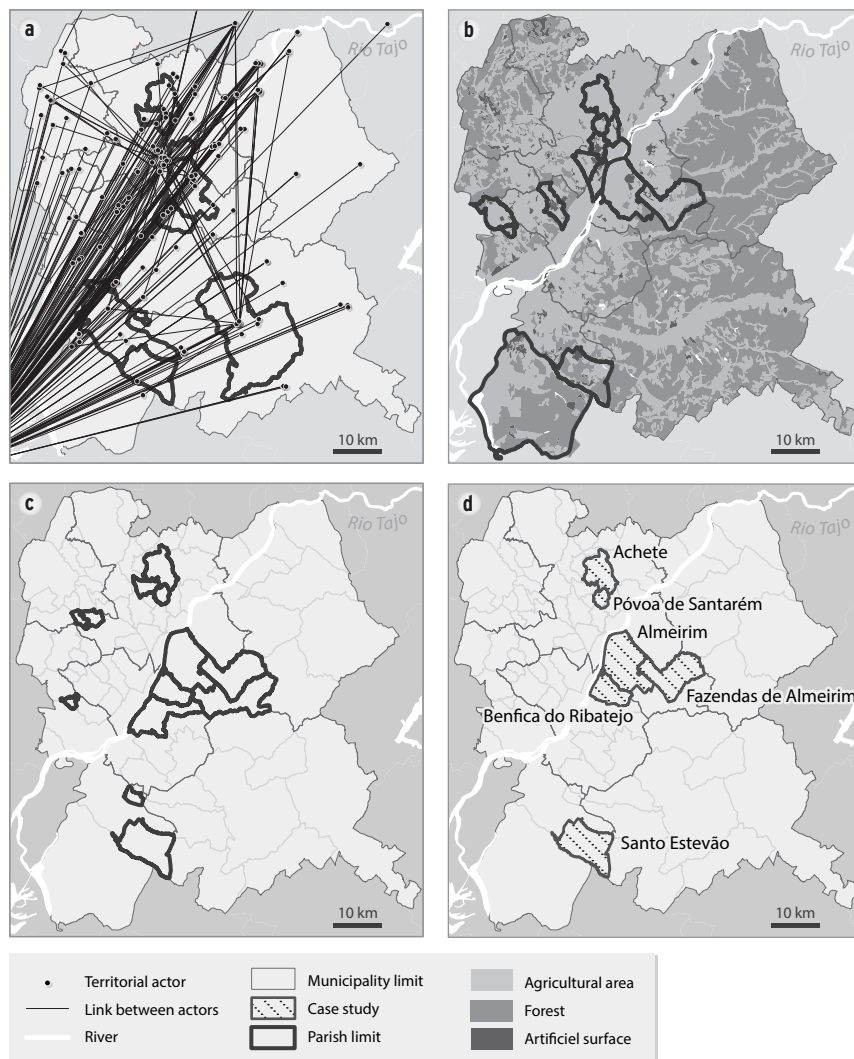 a
Rio Tajo
10 km
b
10 km
c
Rio Tajo
10 km
d
Rio Tajo
Achete
Póvoa de Santarém
Almeirim
Fazendas de Almeirim
Benfica do Ribatejo
Santo Estevão
10 km
Territorial actor
Link between actors
River
Municipality limit
Case study
Parish limit
Agricultural area
Forest
Artificiel surface